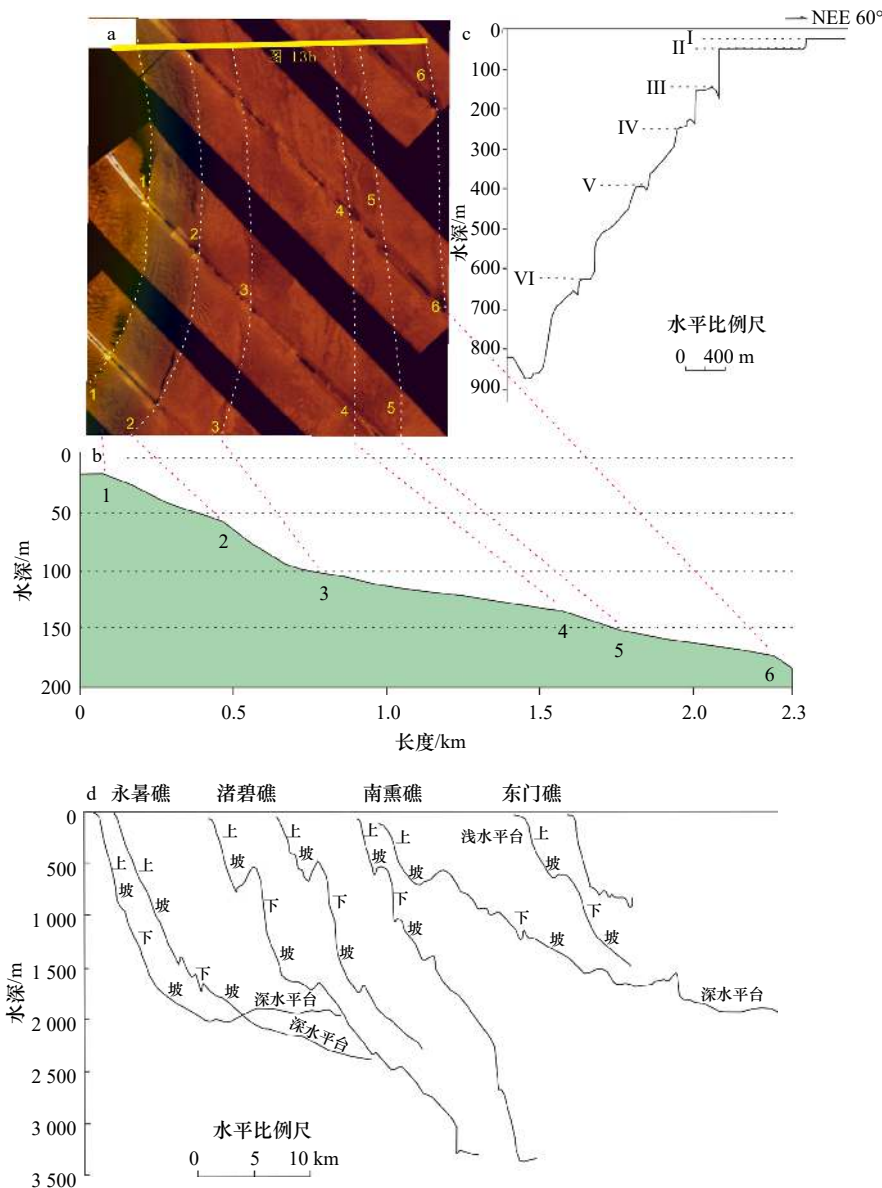 a
图 13b
1
2
3
4
5
6
1
2
3
4
5
6
c
NEE 60°
0
100
200
300
400
500
600
700
800
900
水深/m
I
II
III
IV
V
VI
水平比例尺
0 400 m
b
0
50
100
150
200
水深/m
1
2
3
4
5
6
0 0.5 1.0 1.5 2.0 2.3
长度/km
d 永暑礁 渚碧礁 南熏礁 东门礁
0
500
1 000
1 500
2 000
2 500
3 000
3 500
水深/m
上 坡 下 坡
上 坡 下 坡
深水平台
深水平台
上 坡 下 坡
上 坡 下 坡
上 坡 下 坡
上 坡 下 坡
浅水平台
上 坡 下 坡
深水平台
水平比例尺
0 5 10 km